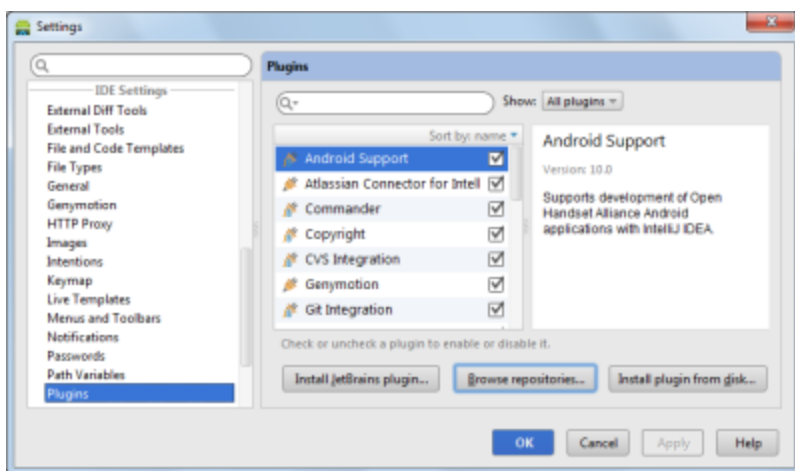 Settings
IDE Settings
External Diff Tools
External Tools
File and Code Templates
File Types
General
Genymotion
HTTP Proxy
Images
Intentions
Keymap
Live Templates
Menus and Toolbars
Notifications
Passwords
Path Variables
Plugins
Plugins
Show: All plugins
Sort by: name
Android Support
Atlassian Connector for Intell
Commander
Copyright
CVS Integration
Genymotion
Git Integration
Android Support
Version: 10.0
Supports development of Open
Handset Alliance Android
applications with IntelliJ IDEA.
Check or uncheck a plugin to enable or disable it.
Install JetBrains plugin... Browse repositories... Install plugin from disk...
OK Cancel Apply Help